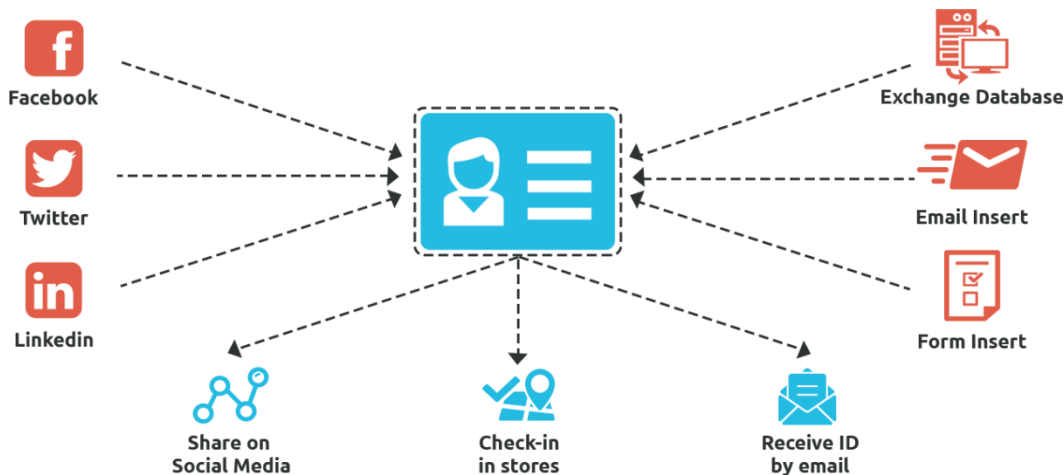 Facebook
Twitter
Linkedin
Exchange Database
Email Insert
Form Insert
Share on
Social Media
Check-in
in stores
Receive ID
by email